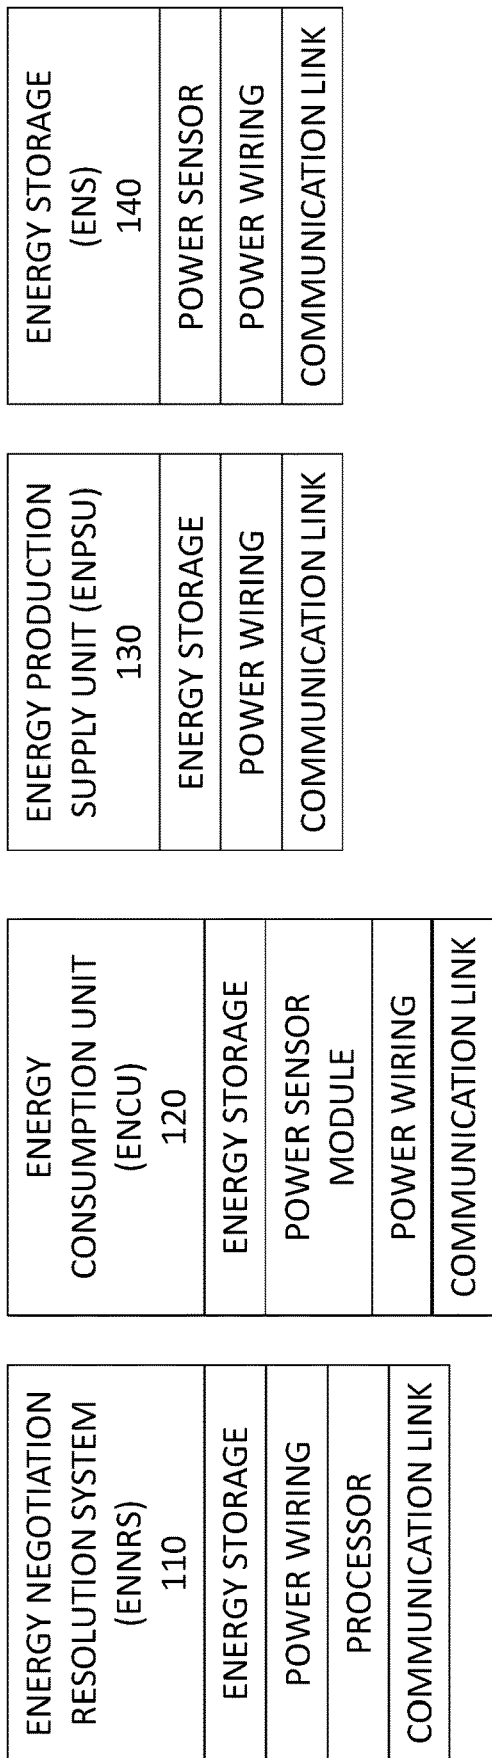 ENERGY NEGOTIATION
RESOLUTION SYSTEM
(ENNRS)
110
ENERGY STORAGE
POWER WIRING
PROCESSOR
COMMUNICATION LINK
ENERGY
CONSUMPTION UNIT
(ENCU)
120
ENERGY STORAGE
POWER SENSOR
MODULE
POWER WIRING
COMMUNICATION LINK
ENERGY PRODUCTION
SUPPLY UNIT (ENPSU)
130
ENERGY STORAGE
POWER WIRING
COMMUNICATION LINK
ENERGY STORAGE
(ENS)
140
POWER SENSOR
POWER WIRING
COMMUNICATION LINK